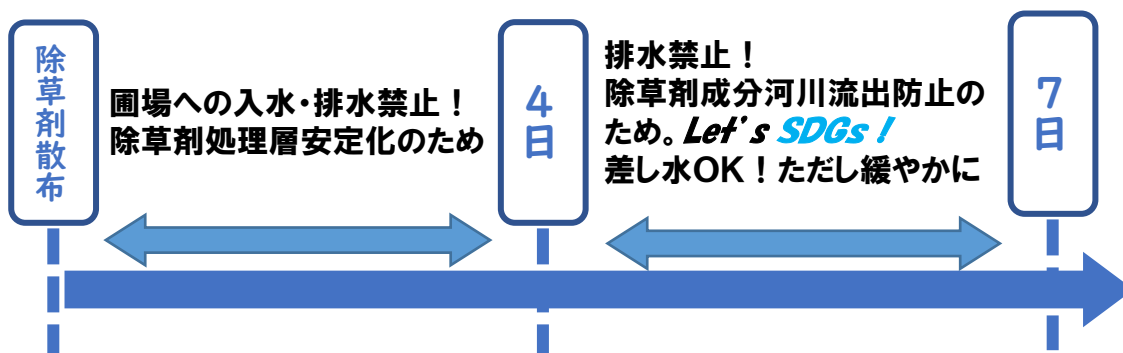 除草剤散布
圃場への入水・排水禁止！
除草剤処理層安定化のため
4日
排水禁止！
除草剤成分河川流出防止の
ため。Let's SDGs！
差し水OK！ただし緩やかに
7日